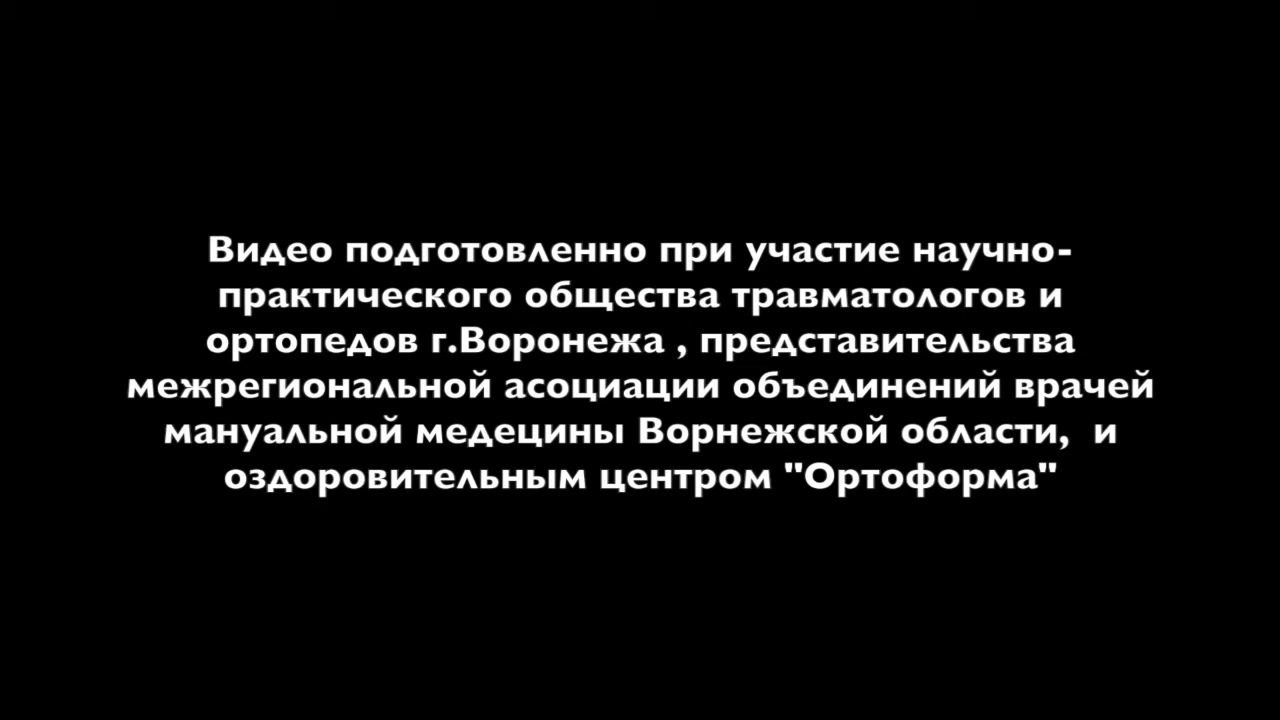 Видео подготовленно при участие научно-
практического общества травматологов и
ортопедов г.Воронежа , представительства
межрегиональной асоциации объединений врачей
мануальной медецины Ворнежской области,  и
оздоровительным центром "Ортоформа"